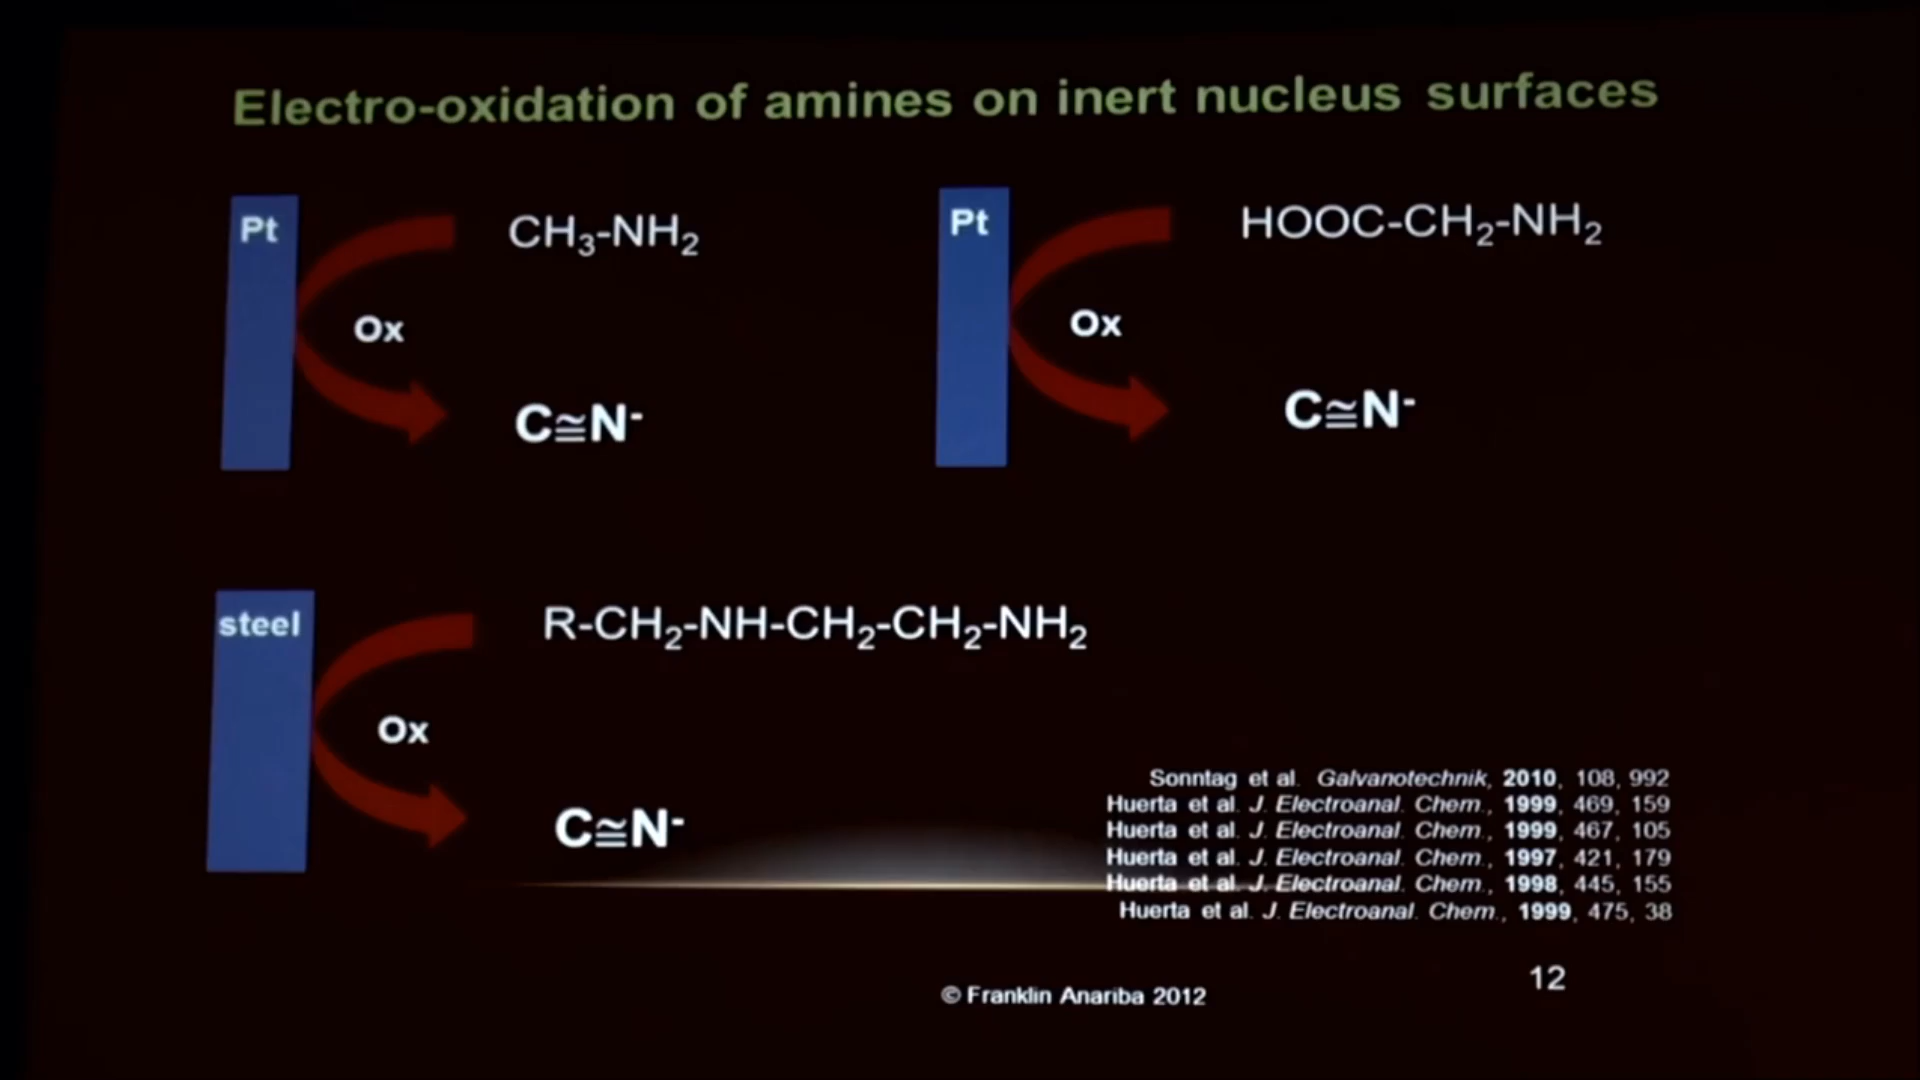 Electro-oxidation of amines on inert nucleus surfaces
Pt
CH₃-NH₂
Ox
C≅N⁻
Pt
HOOC-CH₂-NH₂
Ox
C≅N⁻
steel
R-CH₂-NH-CH₂-CH₂-NH₂
Ox
C≅N⁻
Sonntag et al. Galvanotechnik, 2010, 108, 992
Huerta et al. J. Electroanal. Chem., 1999, 469, 159
Huerta et al. J. Electroanal. Chem., 1999, 467, 105
Huerta et al. J. Electroanal. Chem., 1997, 421, 179
Huerta et al. J. Electroanal. Chem., 1998, 445, 155
Huerta et al. J. Electroanal. Chem., 1999, 475, 38
12
© Franklin Anariba 2012